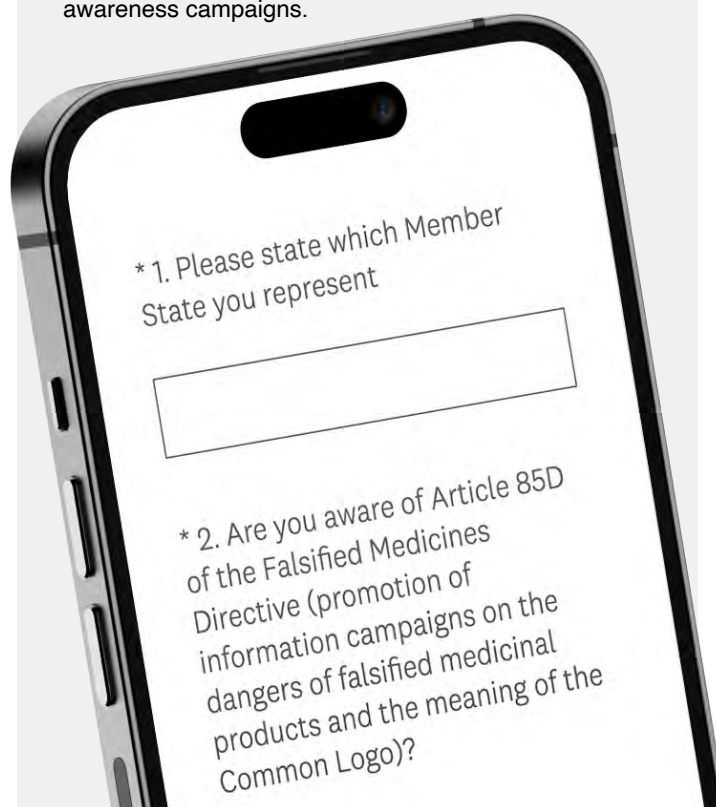 awareness campaigns.
* 1. Please state which Member
State you represent
* 2. Are you aware of Article 85D
of the Falsified Medicines
Directive (promotion of
information campaigns on the
dangers of falsified medicinal
products and the meaning of the
Common Logo)?